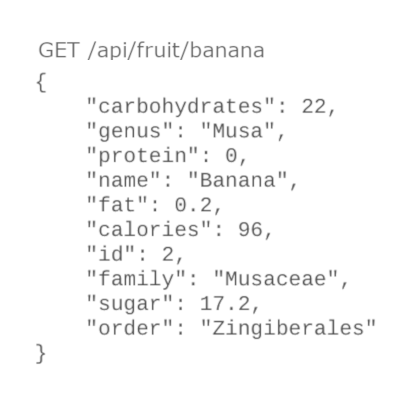 GET /api/fruit/banana
{
    "carbohydrates": 22,
    "genus": "Musa",
    "protein": 0,
    "name": "Banana",
    "fat": 0.2,
    "calories": 96,
    "id": 2,
    "family": "Musaceae",
    "sugar": 17.2,
    "order": "Zingiberales"
}